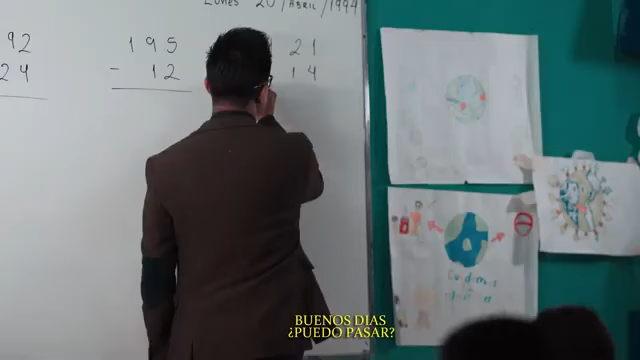 Lunes 20/Abril/1994
92
24
195
- 12
21
14
BUENOS DIAS
¿PUEDO PASAR?